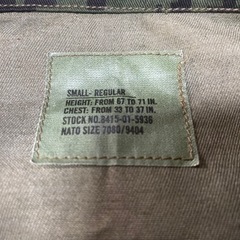 SMALL- REGULAR
HEIGHT: FROM 67 TO 71 IN.
CHEST: FROM 33 TO 37 IN.
STOCK NO.8415-01-5936
NATO SIZE 7080/9404